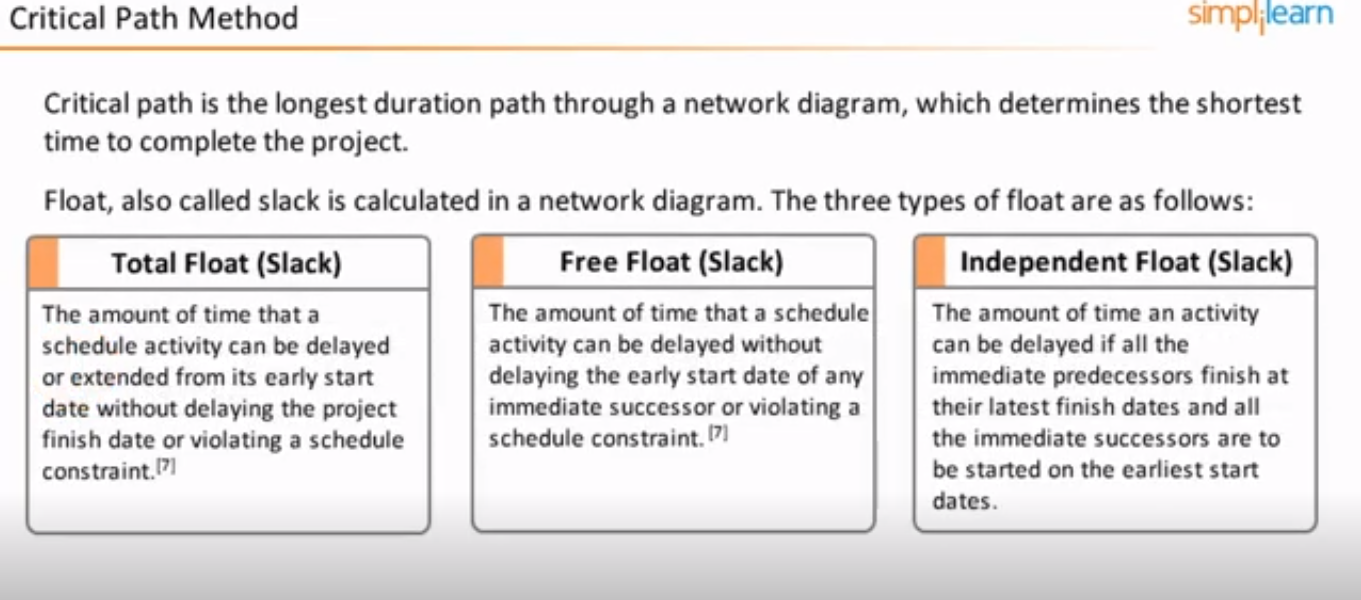 Critical Path Method
simplilearn
Critical path is the longest duration path through a network diagram, which determines the shortest
time to complete the project.
Float, also called slack is calculated in a network diagram. The three types of float are as follows:
Total Float (Slack)
The amount of time that a
schedule activity can be delayed
or extended from its early start
date without delaying the project
finish date or violating a schedule
constraint.[7]
Free Float (Slack)
The amount of time that a schedule
activity can be delayed without
delaying the early start date of any
immediate successor or violating a
schedule constraint. [7]
Independent Float (Slack)
The amount of time an activity
can be delayed if all the
immediate predecessors finish at
their latest finish dates and all
the immediate successors are to
be started on the earliest start
dates.